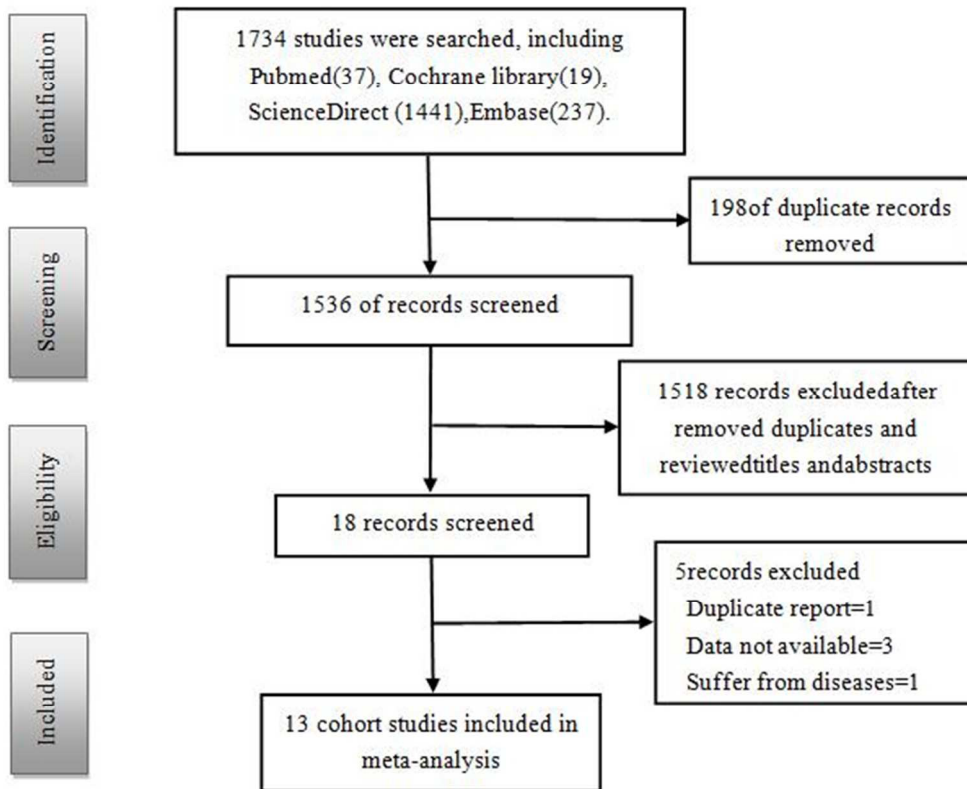 Identification
1734 studies were searched, including
Pubmed(37), Cochrane library(19),
ScienceDirect (1441),Embase(237).
198of duplicate records
removed
Screening
1536 of records screened
1518 records excludedafter
removed duplicates and
reviewedtitles andabstracts
Eligibility
18 records screened
5records excluded
Duplicate report=1
Data not available=3
Suffer from diseases=1
Included
13 cohort studies included in
meta-analysis